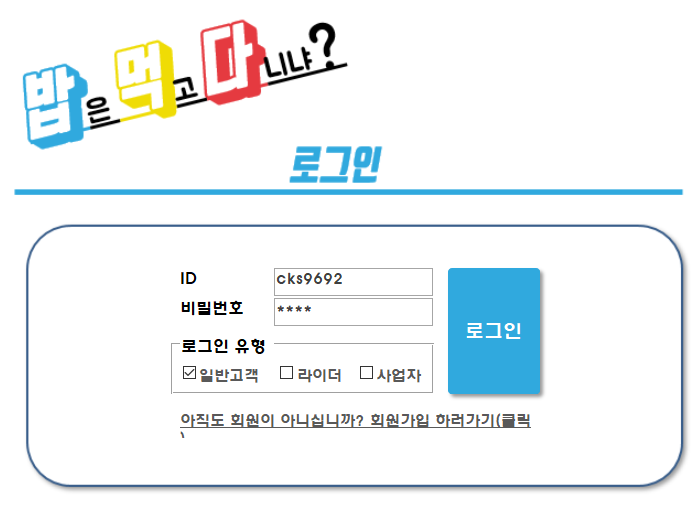 밥은먹고다니냐?
로그인
ID cks9692
비밀번호 ****
로그인
로그인 유형
일반고객 라이더 사업자
아직도 회원이 아니십니까? 회원가입 하러가기(클릭
)